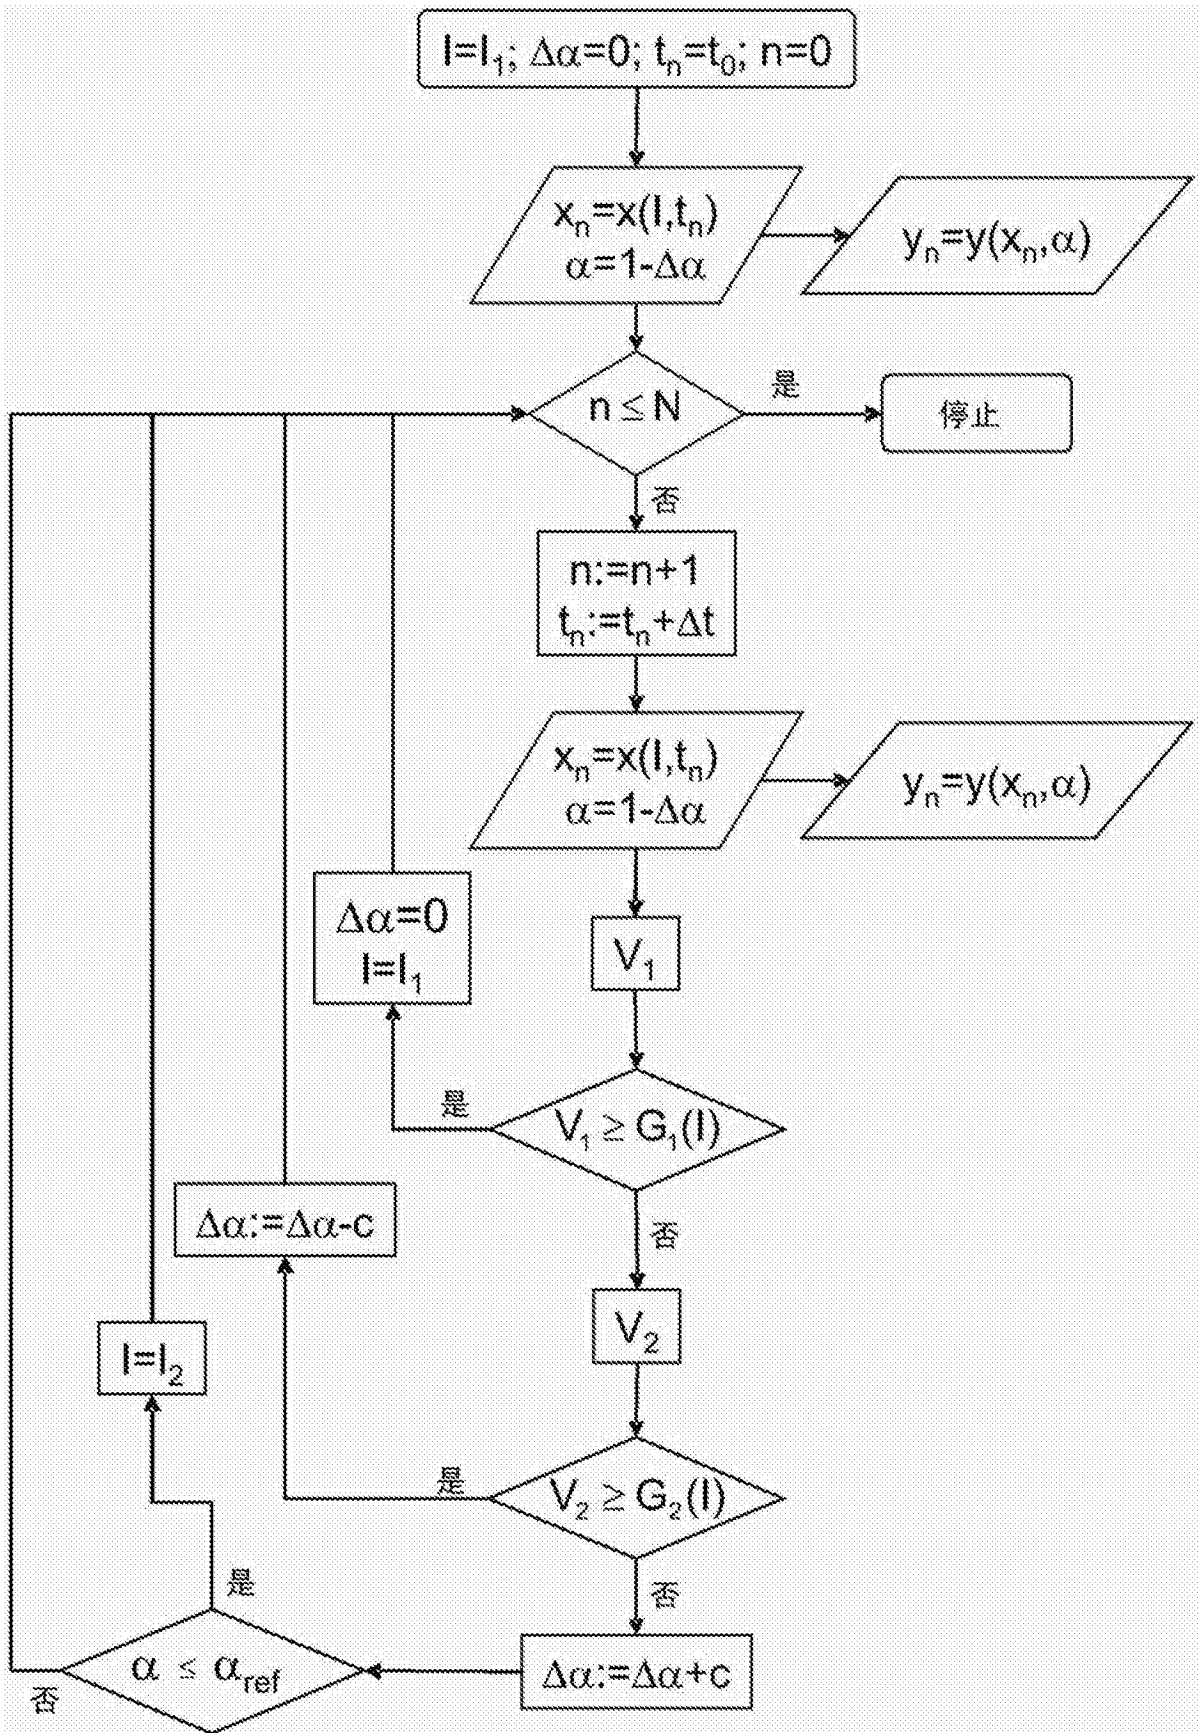 I=I₁; Δα=0; tₙ=t₀; n=0
xₙ=x(I,tₙ)
α=1-Δα
yₙ=y(xₙ,α)
n ≤ N
是
停止
否
n:=n+1
tₙ:=tₙ+Δt
xₙ=x(I,tₙ)
α=1-Δα
yₙ=y(xₙ,α)
Δα=0
I=I₁
V₁
是
V₁ ≥ G₁(I)
否
Δα:=Δα-c
V₂
I=I₂
是
V₂ ≥ G₂(I)
否
是
Δα:=Δα+c
α ≤ α_ref
否